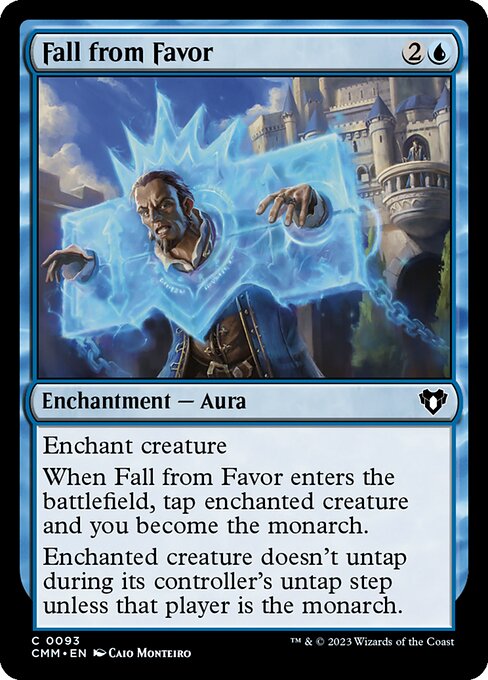 Fall from Favor 2
Enchantment — Aura
Enchant creature
When Fall from Favor enters the
battlefield, tap enchanted creature
and you become the monarch.
Enchanted creature doesn't untap
during its controller's untap step
unless that player is the monarch.
C 0093
CMM • EN Caio Monteiro
™ & © 2023 Wizards of the Coast